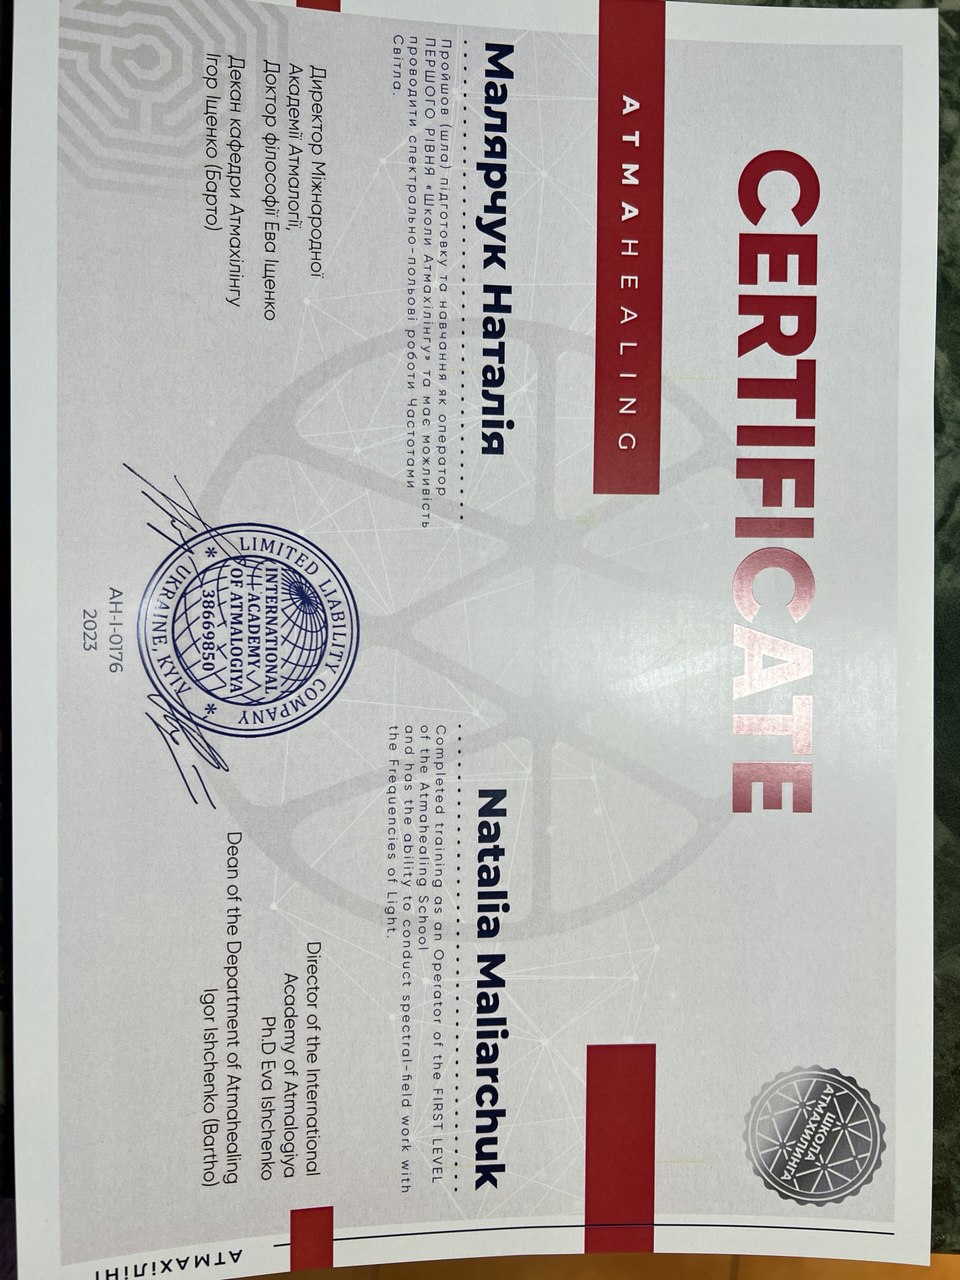 CERTIFICATE
ATMAHEALING
ШКОЛА
АТМАХИЛИНГА
Малярчук Наталія
Пройшов (шла) підготовку та навчання як оператор
ПЕРШОГО РІВНЯ «Школи Атмахілінгу» та має можливість
проводити спектрально-польові роботи Частотами
Світла.
Директор Міжнародної
Академії Атмалогії,
Доктор філософії Ева Іщенко
Декан кафедри Атмахілінгу
Ігор Іщенко (Барто)
Natalia Maliarchuk
Completed training as an Operator of the FIRST LEVEL
of the Atmahealing School
and has the ability to conduct spectral-field work with
the Frequencies of Light.
Director of the International
Academy of Atmalogiya
Ph.D Eva Ishchenko
Dean of the Department of Atmahealing
Igor Ishchenko (Bartho)
LIMITED LIABILITY COMPANY
INTERNATIONAL
ACADEMY
OF ATMALOGIYA
38669850
* UKRAINE, KYIV *
AH-I-0176
2023